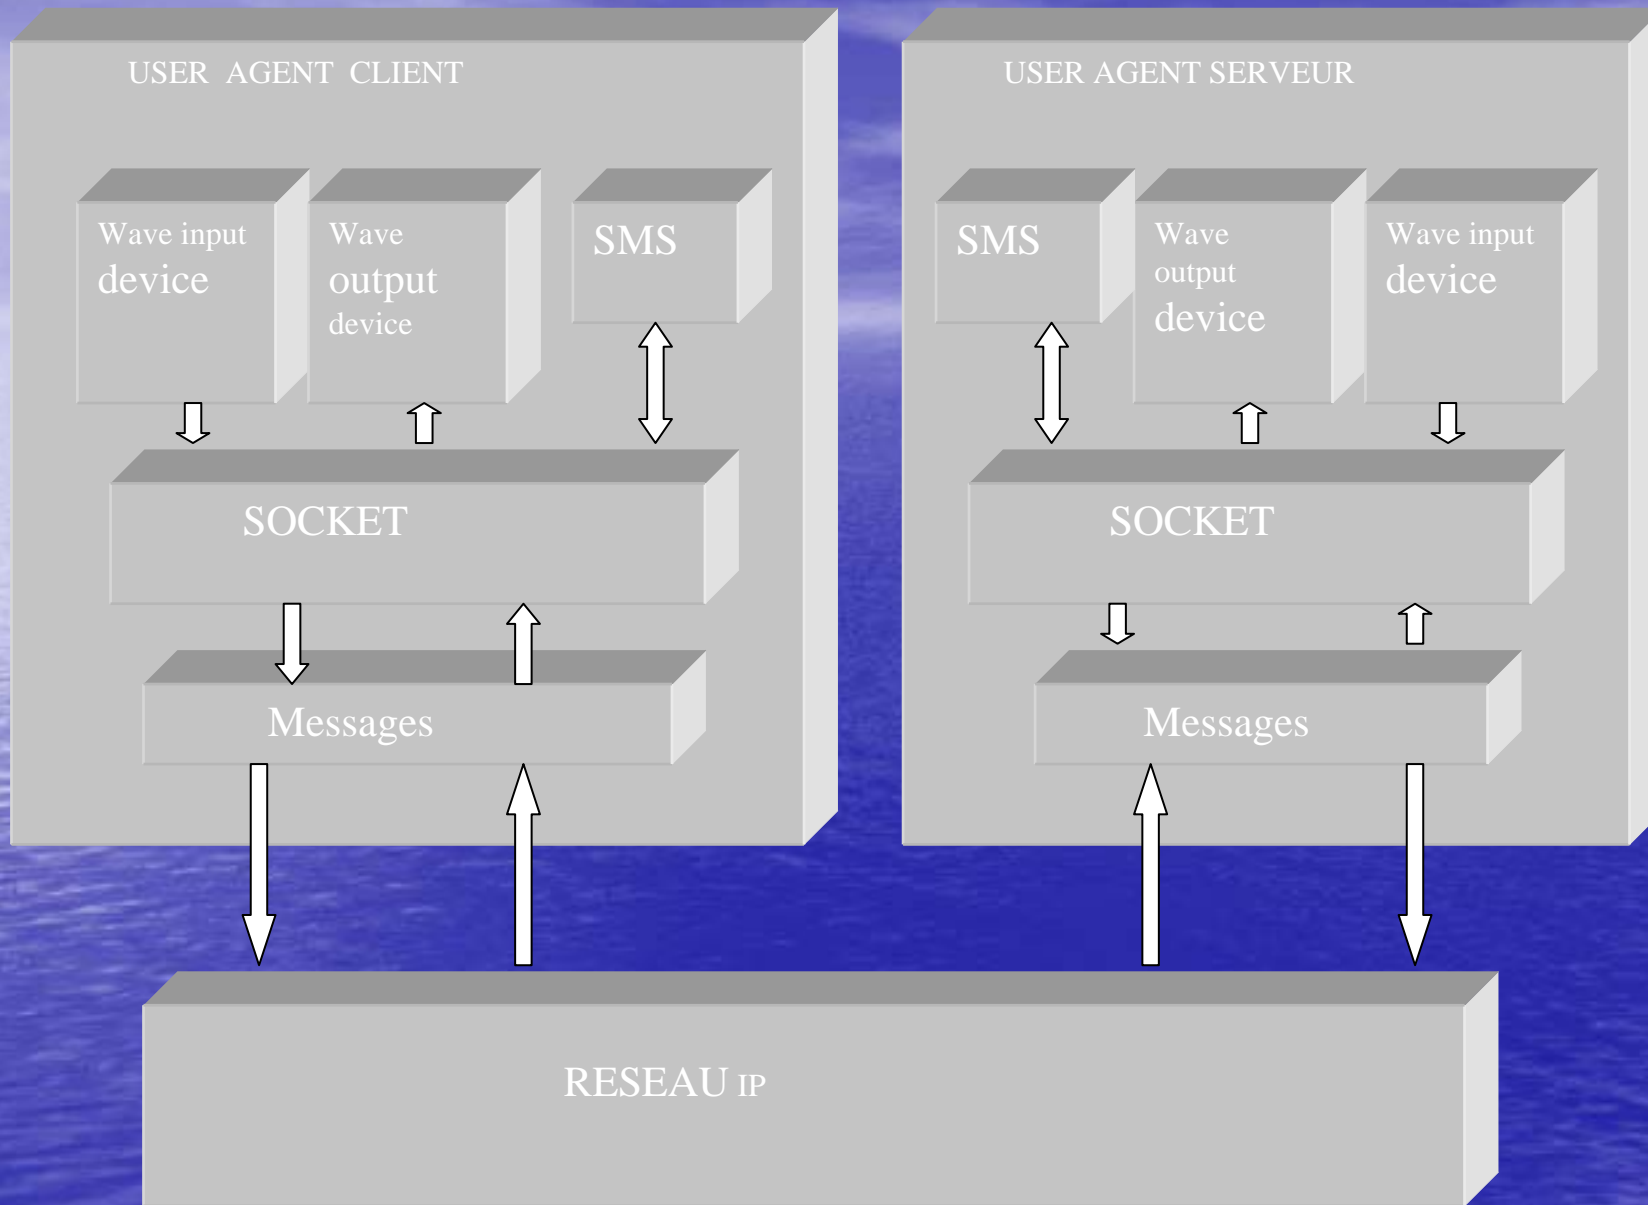 USER AGENT CLIENT
Wave input
device
Wave
output
device
SMS
SOCKET
Messages
USER AGENT SERVEUR
SMS
Wave
output
device
Wave input
device
SOCKET
Messages
RESEAU IP